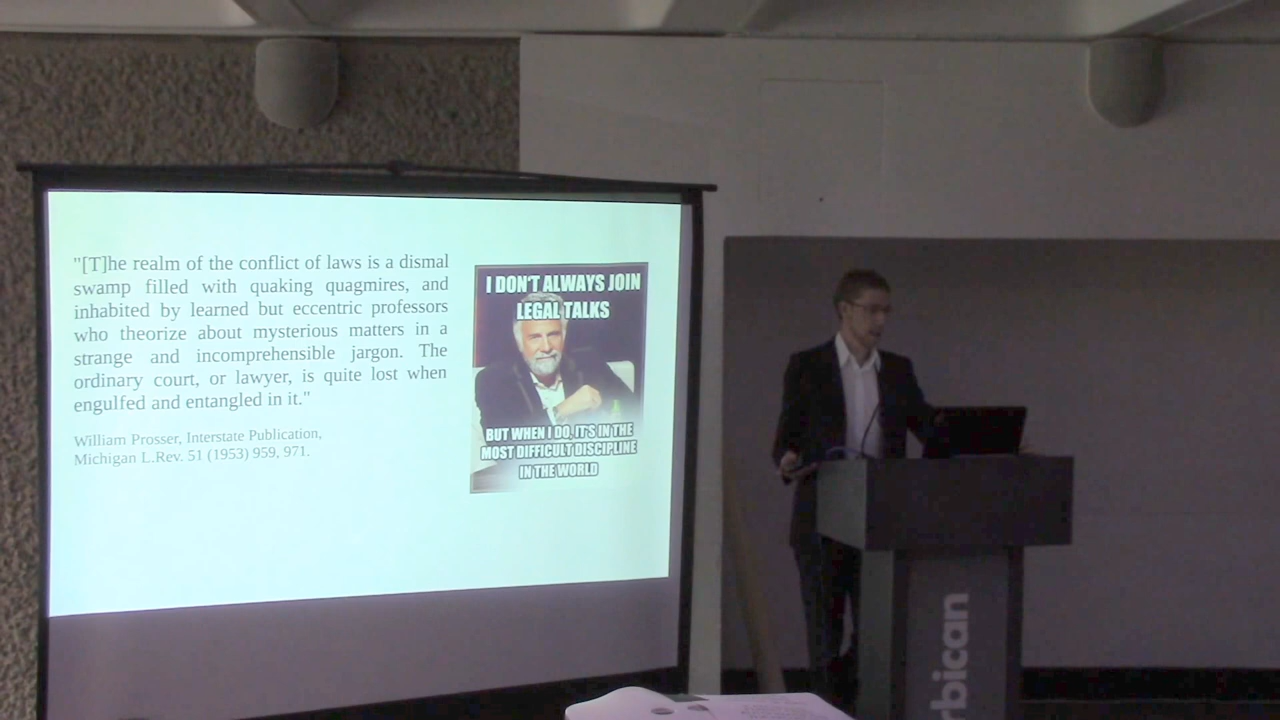 "[T]he realm of the conflict of laws is a dismal
swamp filled with quaking quagmires, and
inhabited by learned but eccentric professors
who theorize about mysterious matters in a
strange and incomprehensible jargon. The
ordinary court, or lawyer, is quite lost when
engulfed and entangled in it."
William Prosser, Interstate Publication,
Michigan L.Rev. 51 (1953) 959, 971.
I DON'T ALWAYS JOIN
LEGAL TALKS
BUT WHEN I DO, IT'S IN THE
MOST DIFFICULT DISCIPLINE
IN THE WORLD
rbican